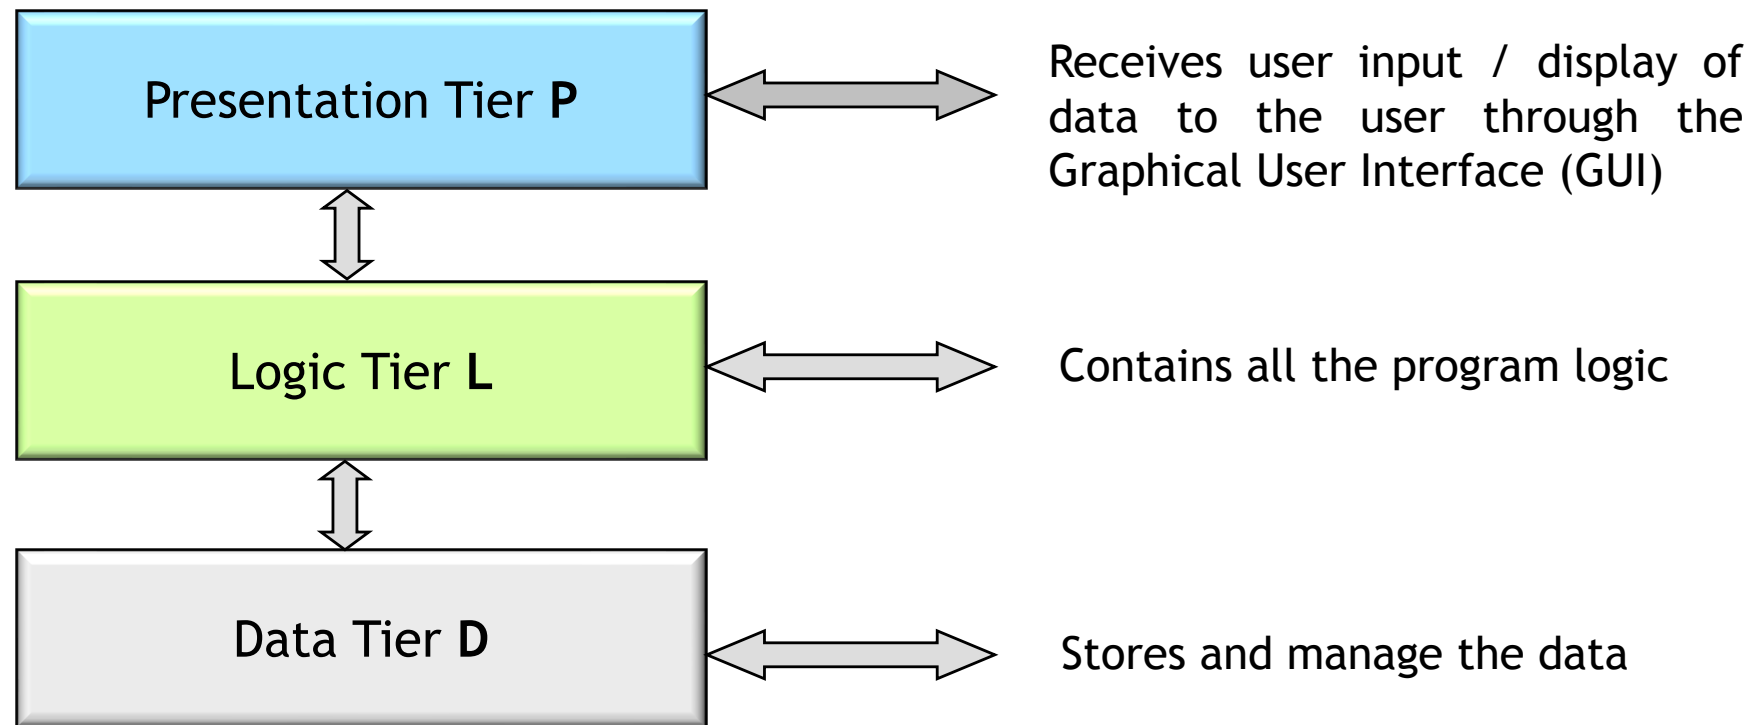 Presentation Tier P
Receives user input / display of
data to the user through the
Graphical User Interface (GUI)
Logic Tier L
Contains all the program logic
Data Tier D
Stores and manage the data